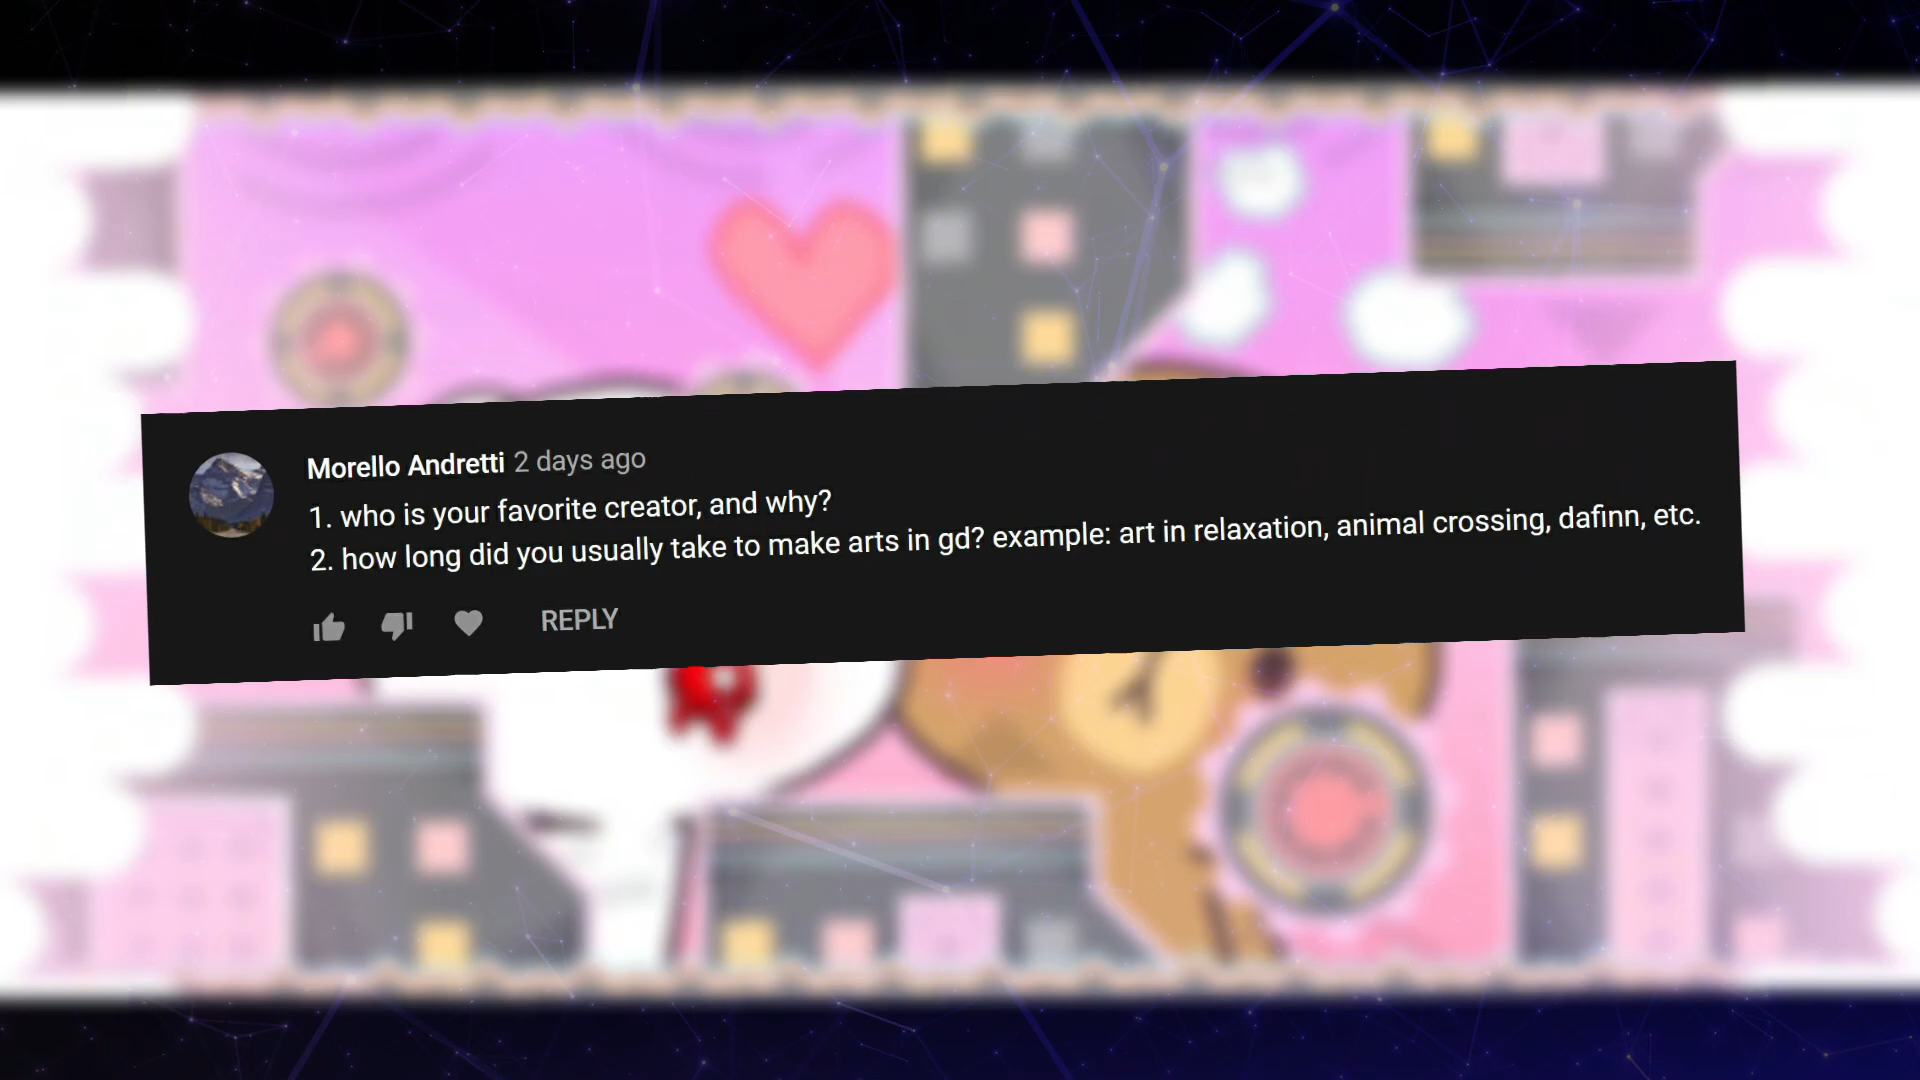 Morello Andretti 2 days ago
1. who is your favorite creator, and why?
2. how long did you usually take to make arts in gd? example: art in relaxation, animal crossing, dafinn, etc.
REPLY